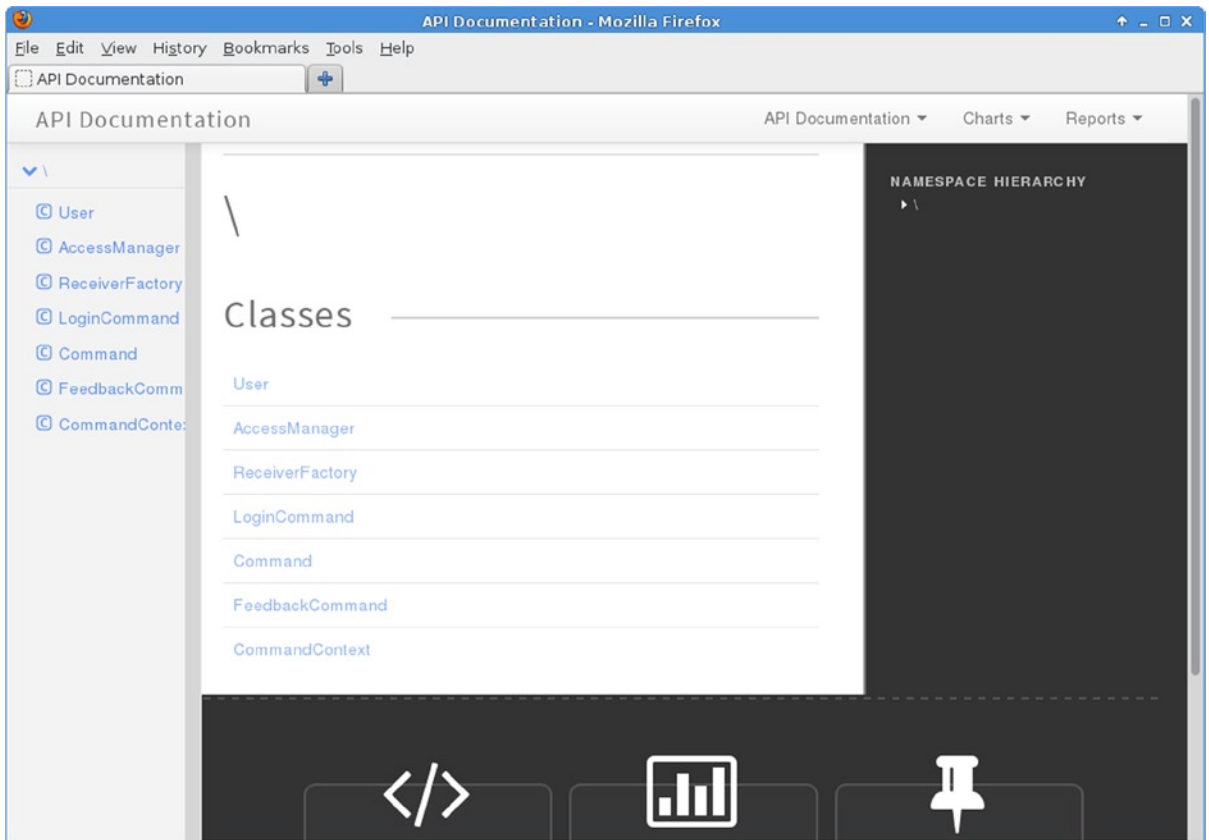 API Documentation - Mozilla Firefox
File Edit View History Bookmarks Tools Help
API Documentation
API Documentation
API Documentation Charts Reports
\
User
AccessManager
ReceiverFactory
LoginCommand
Command
FeedbackComm
CommandContex
\
Classes
User
AccessManager
ReceiverFactory
LoginCommand
Command
FeedbackCommand
CommandContext
NAMESPACE HIERARCHY
\